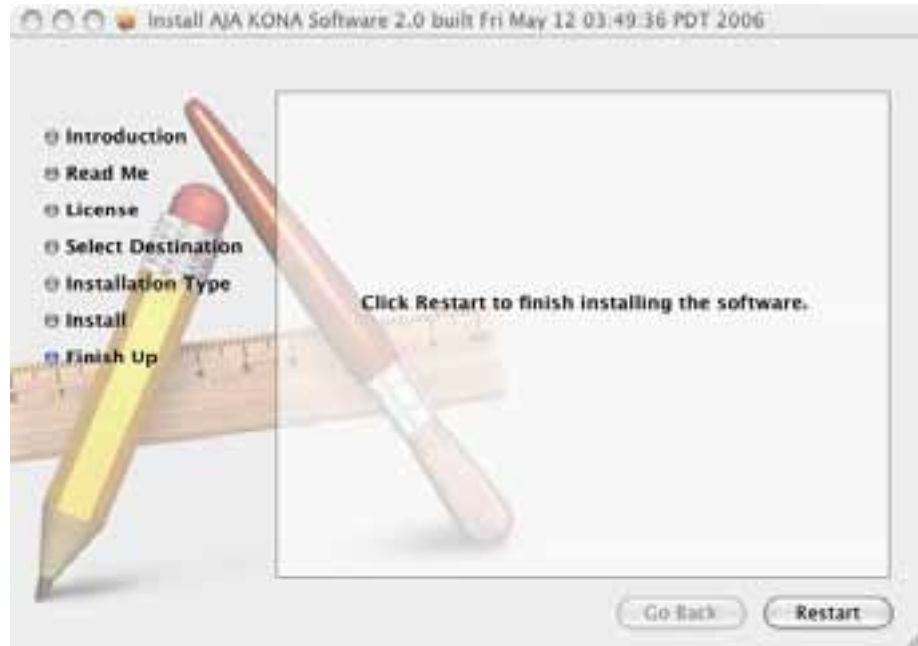 Install AJA KONA Software 2.0 built Fri May 12 03:49:36 PDT 2006
Introduction
Read Me
License
Select Destination
Installation Type
Install
Finish Up
Click Restart to finish installing the software.
Go Back
Restart